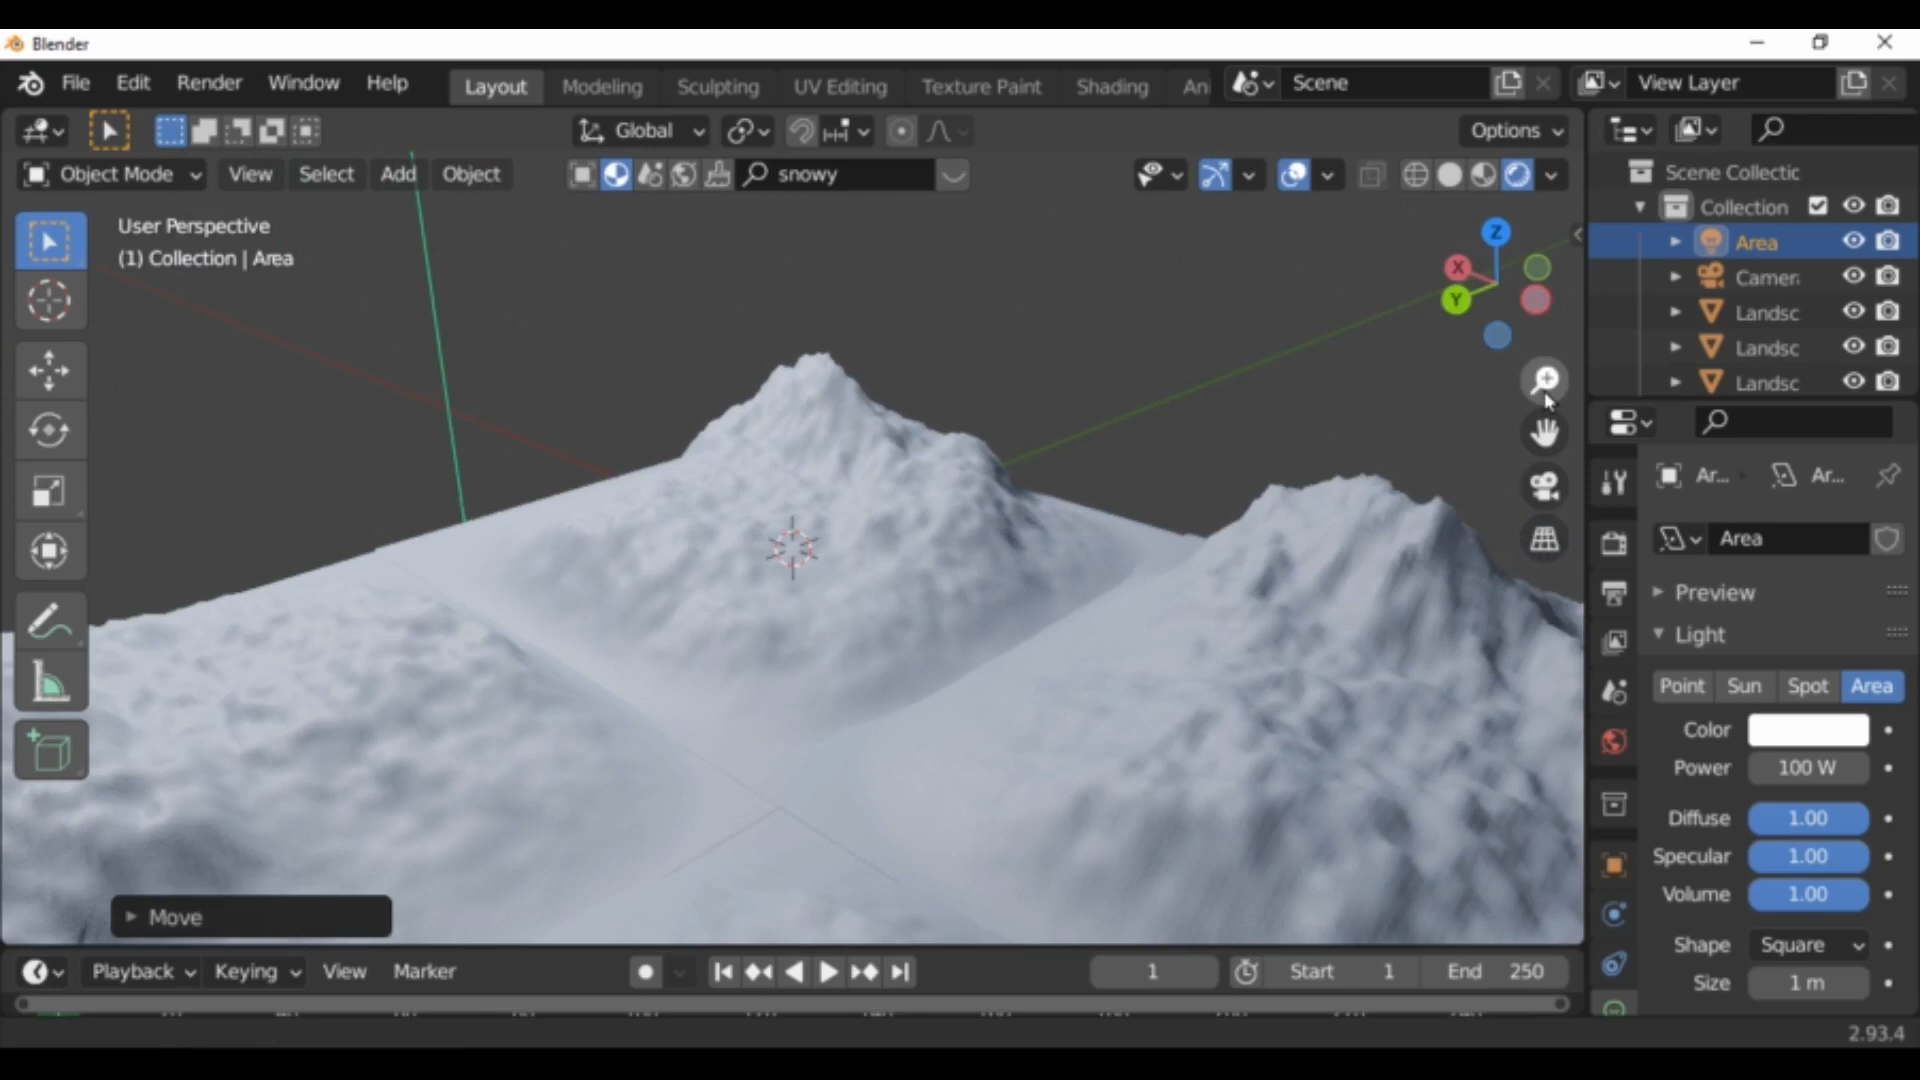 Blender
File Edit Render Window Help Layout Modeling Sculpting UV Editing Texture Paint Shading An Scene View Layer
Global Options
Object Mode View Select Add Object snowy
User Perspective
(1) Collection | Area
Z
X
Y
Scene Collectic
Collection
Area
Camer
Landsc
Landsc
Landsc
Ar... Ar...
Area
Preview
Light
Point Sun Spot Area
Color
Power 100 W
Diffuse 1.00
Specular 1.00
Volume 1.00
Shape Square
Size 1 m
Move
Playback Keying View Marker 1 Start 1 End 250
2.93.4